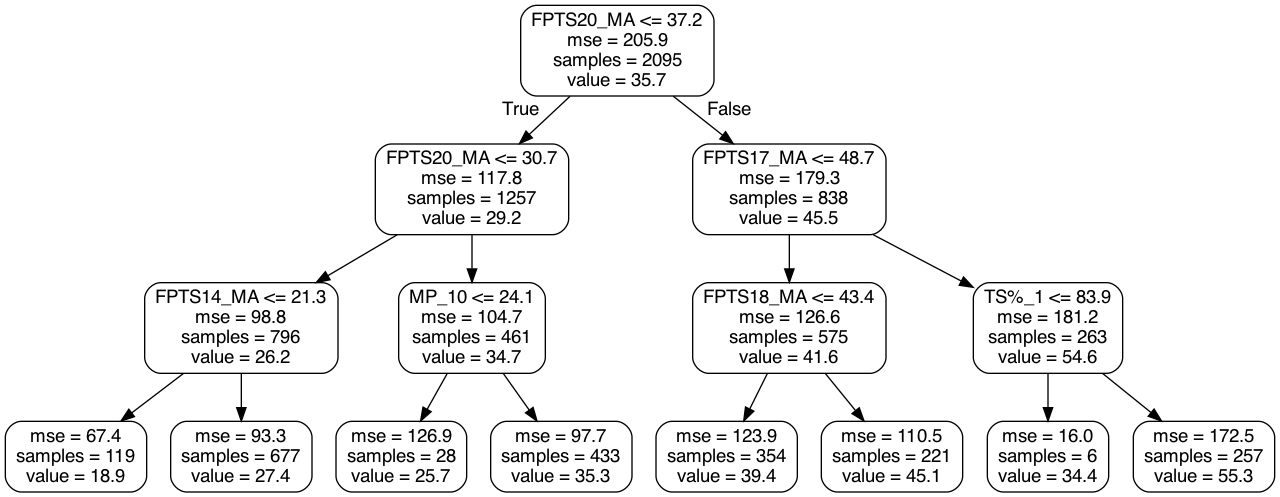 FPTS20_MA <= 37.2
mse = 205.9
samples = 2095
value = 35.7
True
False
FPTS20_MA <= 30.7
mse = 117.8
samples = 1257
value = 29.2
FPTS17_MA <= 48.7
mse = 179.3
samples = 838
value = 45.5
FPTS14_MA <= 21.3
mse = 98.8
samples = 796
value = 26.2
MP_10 <= 24.1
mse = 104.7
samples = 461
value = 34.7
FPTS18_MA <= 43.4
mse = 126.6
samples = 575
value = 41.6
TS%_1 <= 83.9
mse = 181.2
samples = 263
value = 54.6
mse = 67.4
samples = 119
value = 18.9
mse = 93.3
samples = 677
value = 27.4
mse = 126.9
samples = 28
value = 25.7
mse = 97.7
samples = 433
value = 35.3
mse = 123.9
samples = 354
value = 39.4
mse = 110.5
samples = 221
value = 45.1
mse = 16.0
samples = 6
value = 34.4
mse = 172.5
samples = 257
value = 55.3